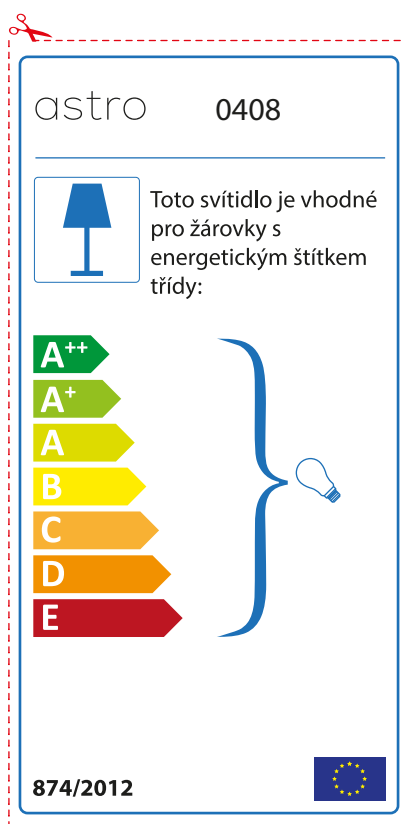 astro 0408
Toto svítidlo je vhodné
pro žárovky s
energetickým štítkem
třídy:
A++
A+
A
B
C
D
E
874/2012